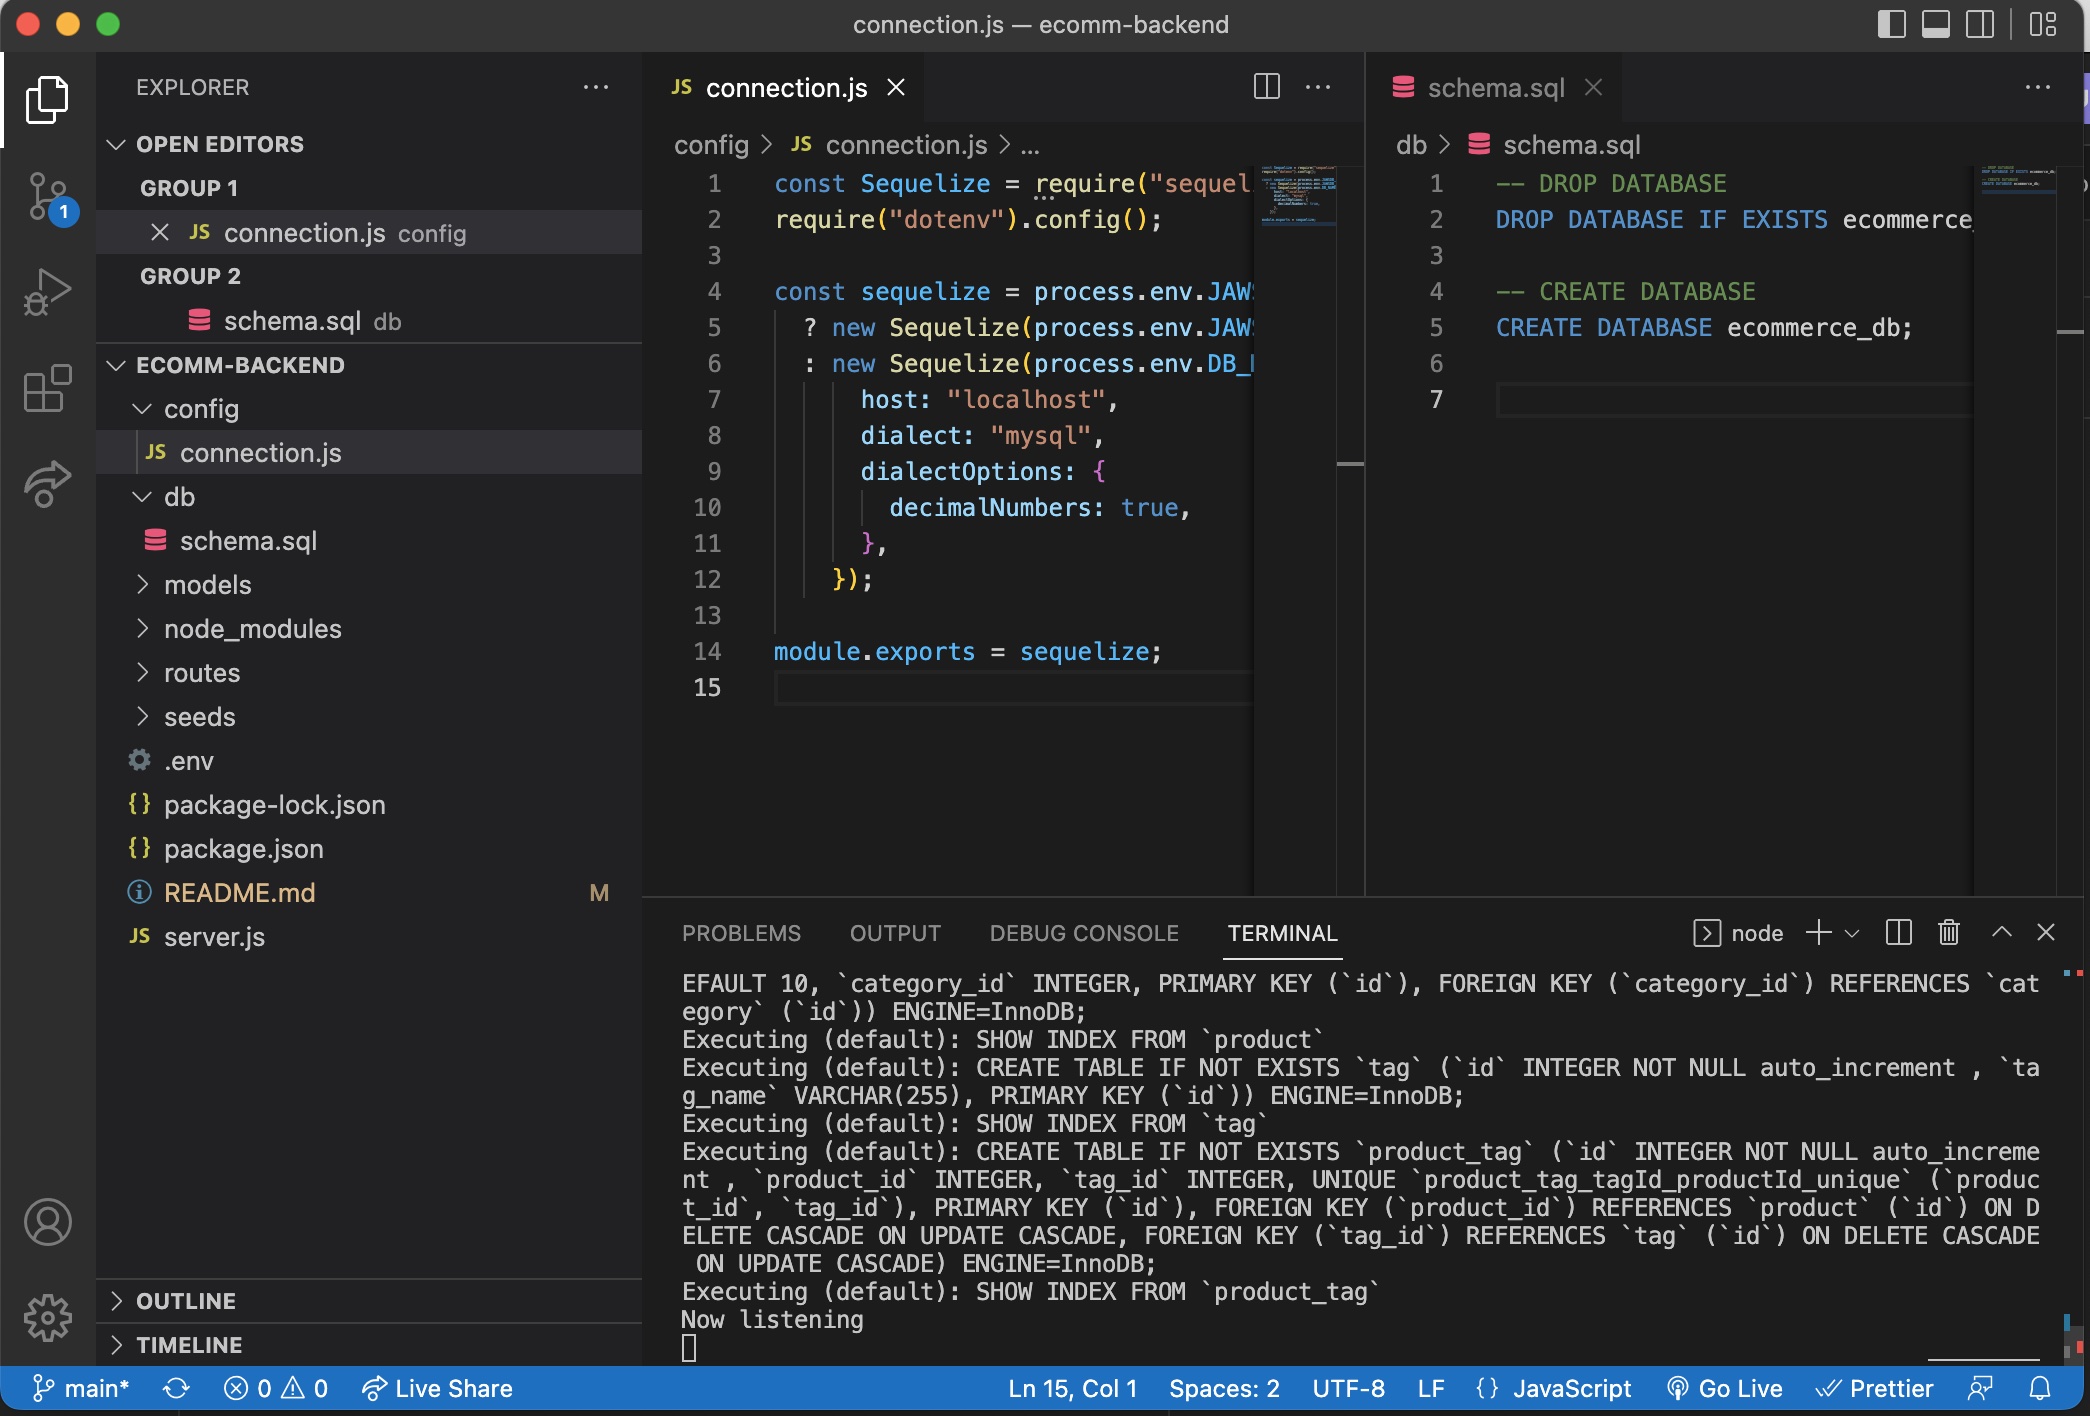 connection.js — ecomm-backend
EXPLORER
OPEN EDITORS
GROUP 1
JS connection.js config
GROUP 2
schema.sql db
ECOMM-BACKEND
config
JS connection.js
db
schema.sql
models
node_modules
routes
seeds
.env
{} package-lock.json
{} package.json
README.md M
JS server.js
OUTLINE
TIMELINE
1
JS connection.js
config > JS connection.js > ...
1 const Sequelize = require("sequel
2 require("dotenv").config();
3
4 const sequelize = process.env.JAWS
5 ? new Sequelize(process.env.JAWS
6 : new Sequelize(process.env.DB_
7 host: "localhost",
8 dialect: "mysql",
9 dialectOptions: {
10 decimalNumbers: true,
11 },
12 });
13
14 module.exports = sequelize;
15
schema.sql
db > schema.sql
1 -- DROP DATABASE
2 DROP DATABASE IF EXISTS ecommerce_
3
4 -- CREATE DATABASE
5 CREATE DATABASE ecommerce_db;
6
7
PROBLEMS OUTPUT DEBUG CONSOLE TERMINAL node
EFAULT 10, `category_id` INTEGER, PRIMARY KEY (`id`), FOREIGN KEY (`category_id`) REFERENCES `cat
egory` (`id`)) ENGINE=InnoDB;
Executing (default): SHOW INDEX FROM `product`
Executing (default): CREATE TABLE IF NOT EXISTS `tag` (`id` INTEGER NOT NULL auto_increment , `ta
g_name` VARCHAR(255), PRIMARY KEY (`id`)) ENGINE=InnoDB;
Executing (default): SHOW INDEX FROM `tag`
Executing (default): CREATE TABLE IF NOT EXISTS `product_tag` (`id` INTEGER NOT NULL auto_increme
nt , `product_id` INTEGER, `tag_id` INTEGER, UNIQUE `product_tag_tagId_productId_unique` (`produc
t_id`, `tag_id`), PRIMARY KEY (`id`), FOREIGN KEY (`product_id`) REFERENCES `product` (`id`) ON D
ELETE CASCADE ON UPDATE CASCADE, FOREIGN KEY (`tag_id`) REFERENCES `tag` (`id`) ON DELETE CASCADE
ON UPDATE CASCADE) ENGINE=InnoDB;
Executing (default): SHOW INDEX FROM `product_tag`
Now listening
main* 0 0 Live Share Ln 15, Col 1 Spaces: 2 UTF-8 LF {} JavaScript Go Live Prettier